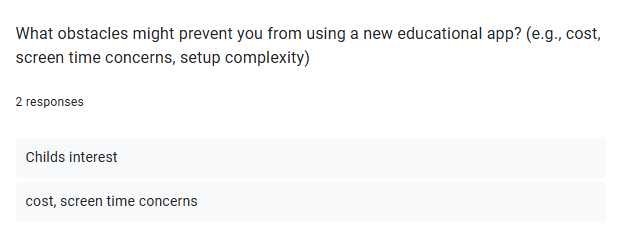 What obstacles might prevent you from using a new educational app? (e.g., cost,
screen time concerns, setup complexity)
2 responses
Childs interest
cost, screen time concerns